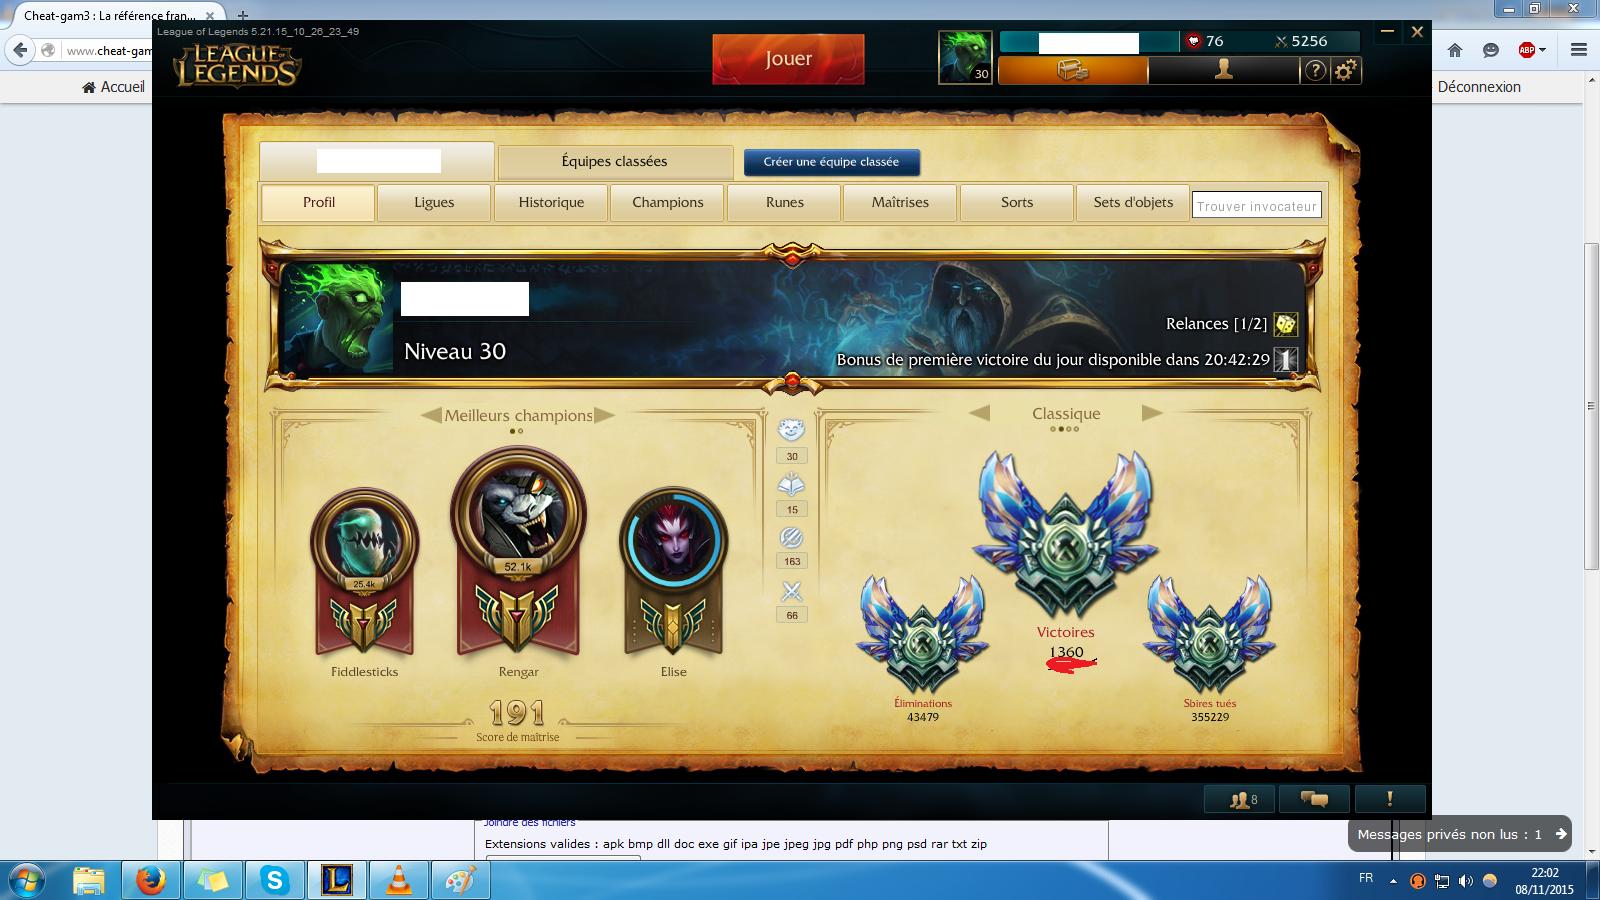 Cheat-gam3 : La référence fran...
www.cheat-gam
Accueil
Déconnexion
League of Legends 5.21.15_10_26_23_49
LEAGUE OF LEGENDS
Jouer
30
76
5256
?
Équipes classées
Créer une équipe classée
Profil
Ligues
Historique
Champions
Runes
Maîtrises
Sorts
Sets d'objets
Trouver invocateur
Niveau 30
Relances [1/2]
Bonus de première victoire du jour disponible dans 20:42:29
1
Meilleurs champions
Classique
30
15
163
66
25.4k
52.1k
Fiddlesticks
Rengar
Elise
191
Score de maîtrise
Victoires
1360
Éliminations
43479
Sbires tués
355229
8
!
Joindre des fichiers
Extensions valides : apk bmp dll doc exe gif ipa jpe jpeg jpg pdf php png psd rar txt zip
Messages privés non lus : 1
FR
22:02
08/11/2015
ABP